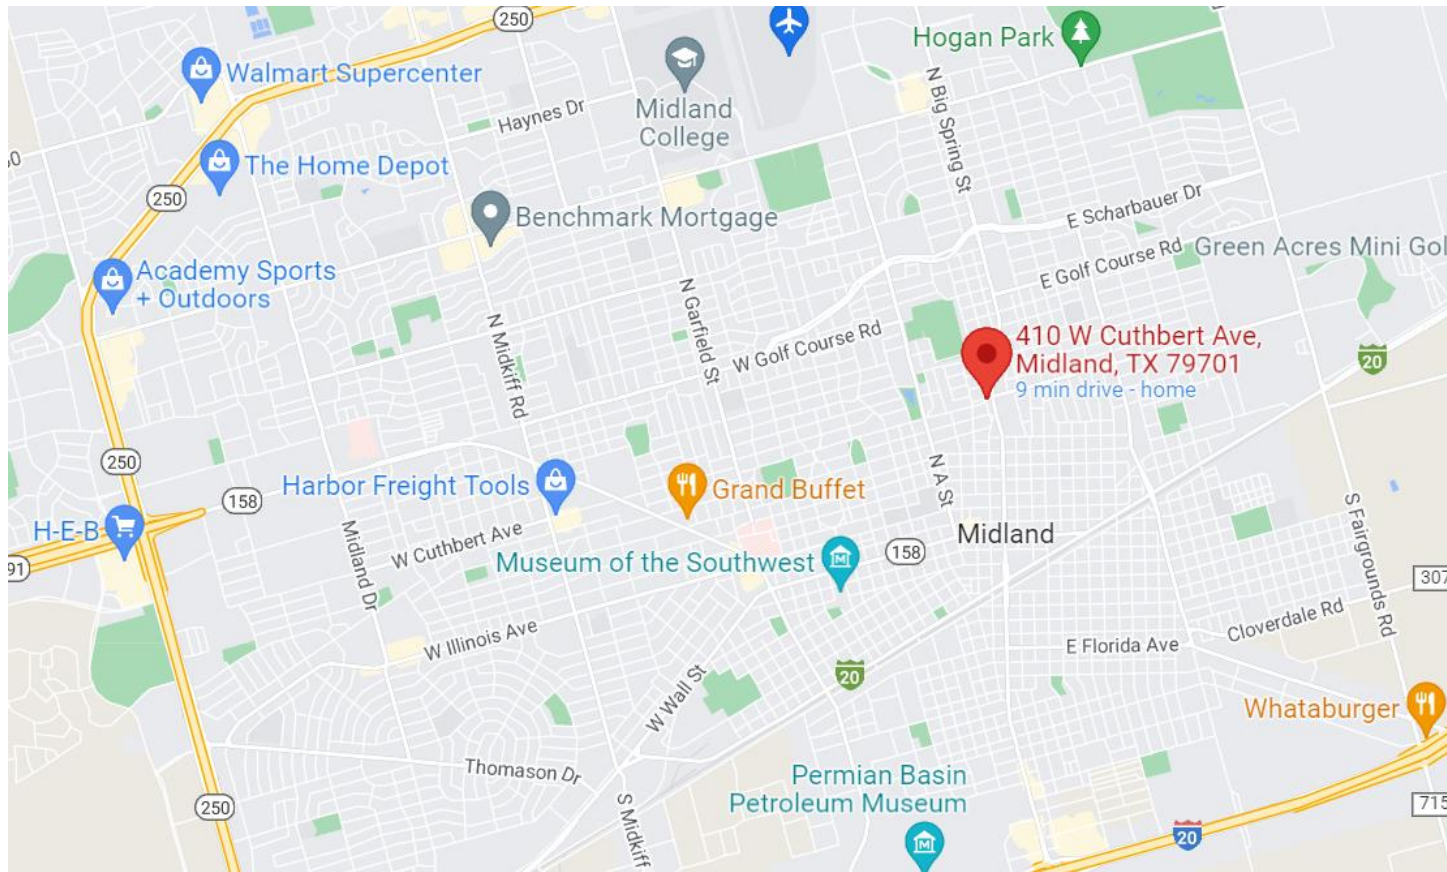 250
Hogan Park
Walmart Supercenter
N Big Spring St
Midland
College
Haynes Dr
The Home Depot
250
E Scharbauer Dr
Benchmark Mortgage
E Golf Course Rd
Green Acres Mini Gol
Academy Sports
+ Outdoors
N Garfield St
N Midkiff Rd
W Golf Course Rd
410 W Cuthbert Ave,
Midland, TX 79701
9 min drive - home
20
250
N A St
Harbor Freight Tools
Grand Buffet
158
S Fairgrounds Rd
H-E-B
Midland Dr
W Cuthbert Ave
Midland
Museum of the Southwest
158
91
307
Cloverdale Rd
W Illinois Ave
E Florida Ave
20
W Wall St
Whataburger
Thomason Dr
Permian Basin
Petroleum Museum
250
S Midkiff
715
20